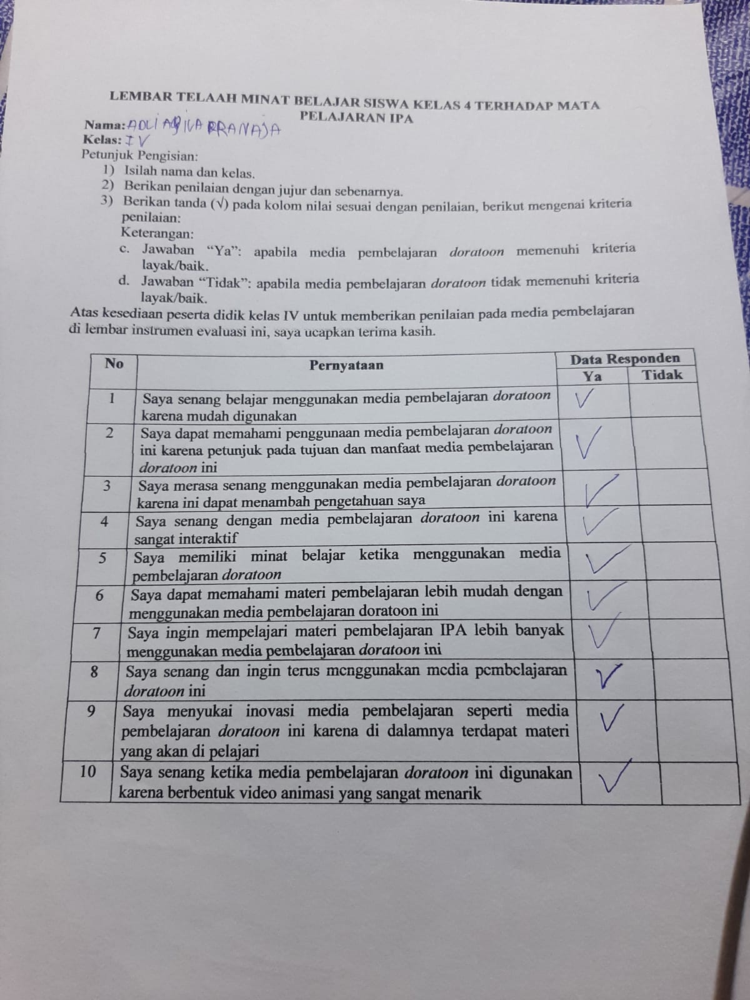 LEMBAR TELAAH MINAT BELAJAR SISWA KELAS 4 TERHADAP MATA
PELAJARAN IPA
Nama: ADLI
Kelas: IV
Petunjuk Pengisian:
1) Isilah nama dan kelas.
2) Berikan penilaian dengan jujur dan sebenarnya.
3) Berikan tanda (√) pada kolom nilai sesuai dengan penilaian, berikut mengenai kriteria
penilaian:
Keterangan:
c. Jawaban “Ya”: apabila media pembelajaran doratoon memenuhi kriteria
layak/baik.
d. Jawaban “Tidak”: apabila media pembelajaran doratoon tidak memenuhi kriteria
layak/baik.
Atas kesediaan peserta didik kelas IV untuk memberikan penilaian pada media pembelajaran
di lembar instrumen evaluasi ini, saya ucapkan terima kasih.
No Pernyataan Data Responden
Ya Tidak
1 Saya senang belajar menggunakan media pembelajaran doratoon ✓
karena mudah digunakan
2 Saya dapat memahami penggunaan media pembelajaran doratoon ✓
ini karena petunjuk pada tujuan dan manfaat media pembelajaran
doratoon ini
3 Saya merasa senang menggunakan media pembelajaran doratoon ✓
karena ini dapat menambah pengetahuan saya
4 Saya senang dengan media pembelajaran doratoon ini karena ✓
sangat interaktif
5 Saya memiliki minat belajar ketika menggunakan media ✓
pembelajaran doratoon
6 Saya dapat memahami materi pembelajaran lebih mudah dengan ✓
menggunakan media pembelajaran doratoon ini
7 Saya ingin mempelajari materi pembelajaran IPA lebih banyak ✓
menggunakan media pembelajaran doratoon ini
8 Saya senang dan ingin terus menggunakan media pembelajaran ✓
doratoon ini
9 Saya menyukai inovasi media pembelajaran seperti media ✓
pembelajaran doratoon ini karena di dalamnya terdapat materi
yang akan di pelajari
10 Saya senang ketika media pembelajaran doratoon ini digunakan ✓
karena berbentuk video animasi yang sangat menarik